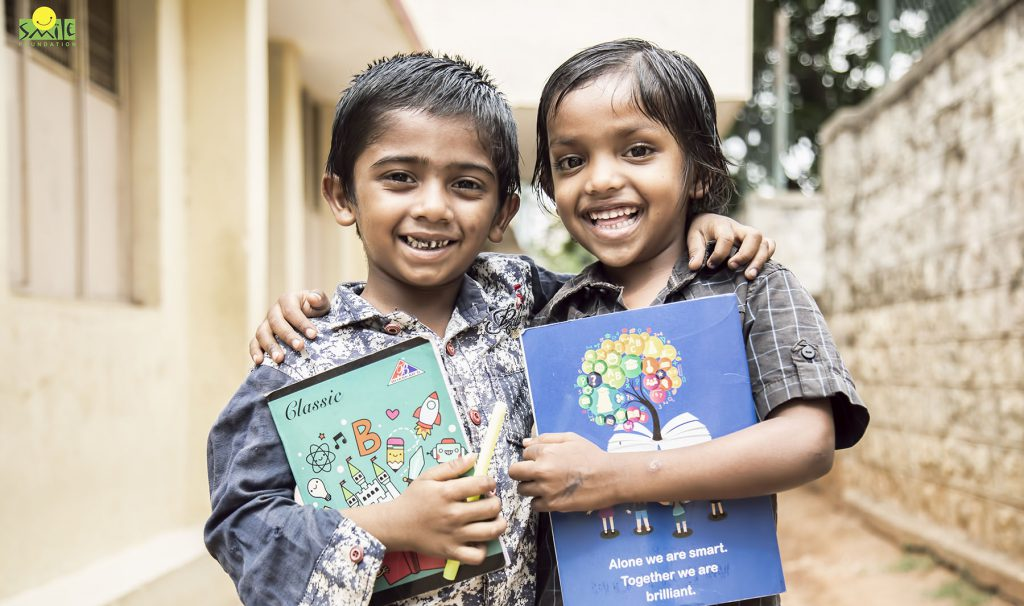 SMiLE
FOUNDATION
Classic
B
Alone we are smart.
Together we are
brilliant.